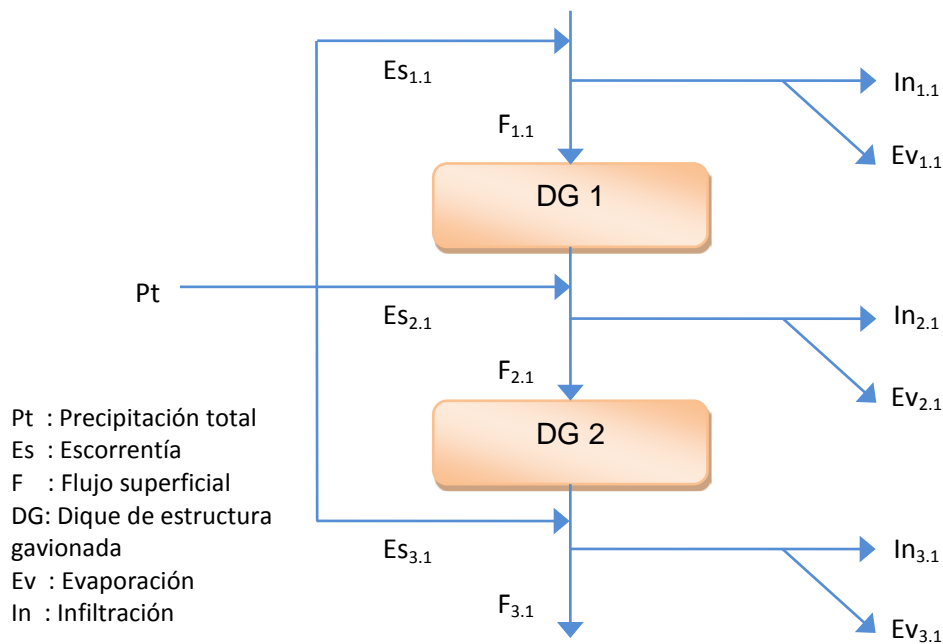 Es1.1
In1.1
F1.1
Ev1.1
DG 1
Pt
Es2.1
In2.1
F2.1
Ev2.1
DG 2
Pt : Precipitación total
Es : Escorrentía
F : Flujo superficial
DG: Dique de estructura
gavionada
Ev : Evaporación
In : Infiltración
Es3.1
In3.1
F3.1
Ev3.1